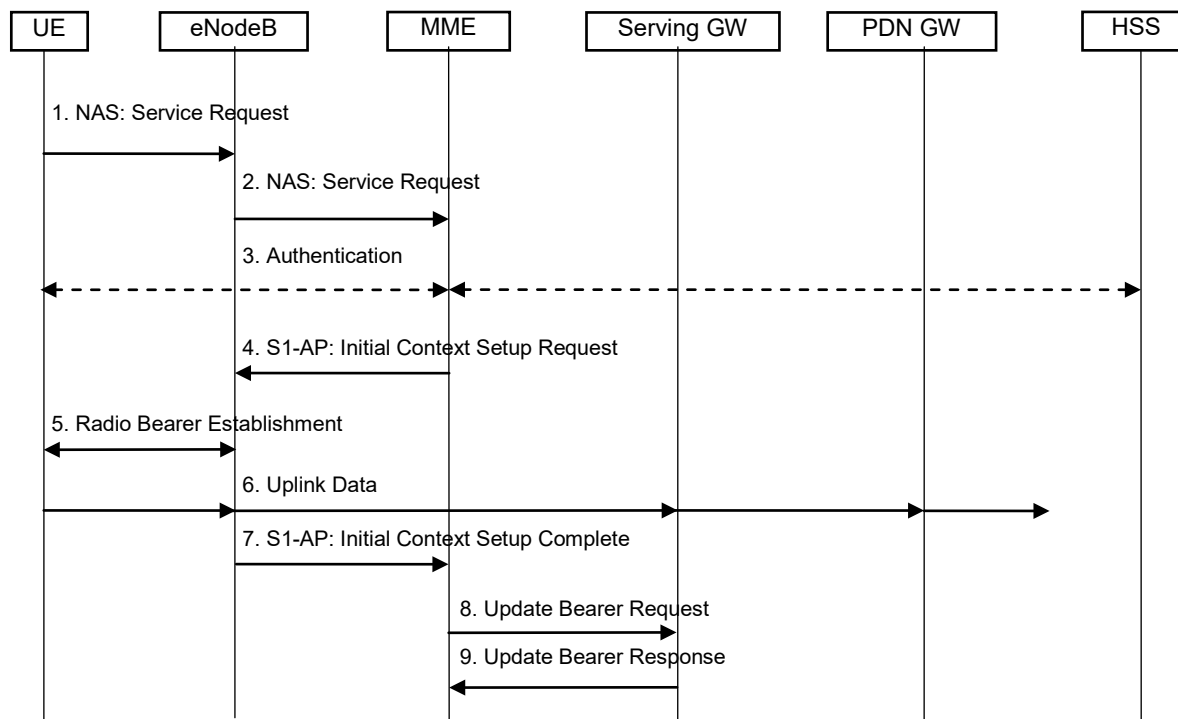 UE
eNodeB
MME
Serving GW
PDN GW
HSS
1. NAS: Service Request
2. NAS: Service Request
3. Authentication
4. S1-AP: Initial Context Setup Request
5. Radio Bearer Establishment
6. Uplink Data
7. S1-AP: Initial Context Setup Complete
8. Update Bearer Request
9. Update Bearer Response